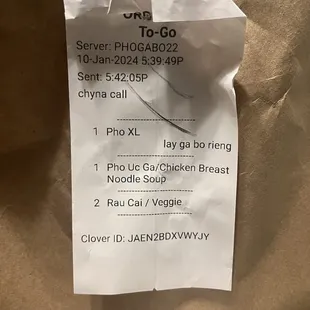 To-Go
Server: PHOGABO22
10-Jan-2024 5:39:49P
Sent: 5:42:05P
chyna call
1 Pho XL
lay ga bo rieng
1 Pho Uc Ga/Chicken Breast
Noodle Soup
2 Rau Cai / Veggie
Clover ID: JAEN2BDXVWYJY